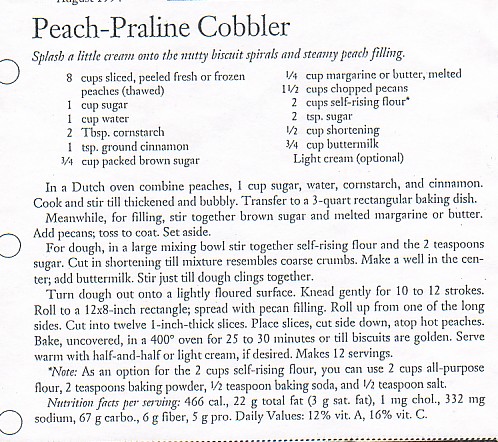 August 199
Peach-Praline Cobbler
Splash a little cream onto the nutty biscuit spirals and steamy peach filling.
8 cups sliced, peeled fresh or frozen
peaches (thawed)
1 cup sugar
1 cup water
2 Tbsp. cornstarch
1 tsp. ground cinnamon
3/4 cup packed brown sugar
1/4 cup margarine or butter, melted
1 1/2 cups chopped pecans
2 cups self-rising flour*
2 tsp. sugar
1/2 cup shortening
3/4 cup buttermilk
Light cream (optional)
In a Dutch oven combine peaches, 1 cup sugar, water, cornstarch, and cinnamon.
Cook and stir till thickened and bubbly. Transfer to a 3-quart rectangular baking dish.
Meanwhile, for filling, stir together brown sugar and melted margarine or butter.
Add pecans; toss to coat. Set aside.
For dough, in a large mixing bowl stir together self-rising flour and the 2 teaspoons
sugar. Cut in shortening till mixture resembles coarse crumbs. Make a well in the cen-
ter; add buttermilk. Stir just till dough clings together.
Turn dough out onto a lightly floured surface. Knead gently for 10 to 12 strokes.
Roll to a 12x8-inch rectangle; spread with pecan filling. Roll up from one of the long
sides. Cut into twelve 1-inch-thick slices. Place slices, cut side down, atop hot peaches.
Bake, uncovered, in a 400° oven for 25 to 30 minutes or till biscuits are golden. Serve
warm with half-and-half or light cream, if desired. Makes 12 servings.
*Note: As an option for the 2 cups self-rising flour, you can use 2 cups all-purpose
flour, 2 teaspoons baking powder, 1/2 teaspoon baking soda, and 1/2 teaspoon salt.
Nutrition facts per serving: 466 cal., 22 g total fat (3 g sat. fat), 1 mg chol., 332 mg
sodium, 67 g carbo., 6 g fiber, 5 g pro. Daily Values: 12% vit. A, 16% vit. C.